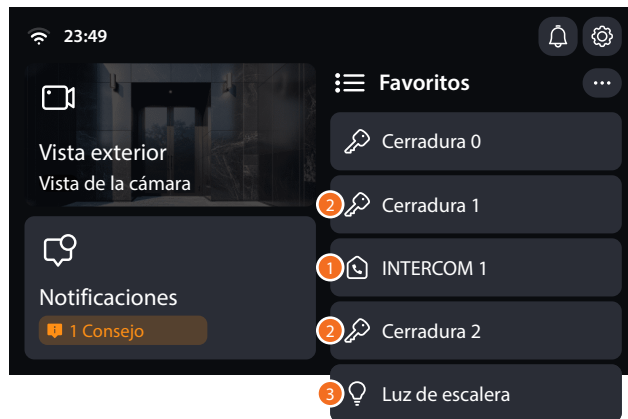 23:49
Vista exterior
Vista de la cámara
Notificaciones
1 Consejo
Favoritos
Cerradura 0
2 Cerradura 1
1 INTERCOM 1
2 Cerradura 2
3 Luz de escalera